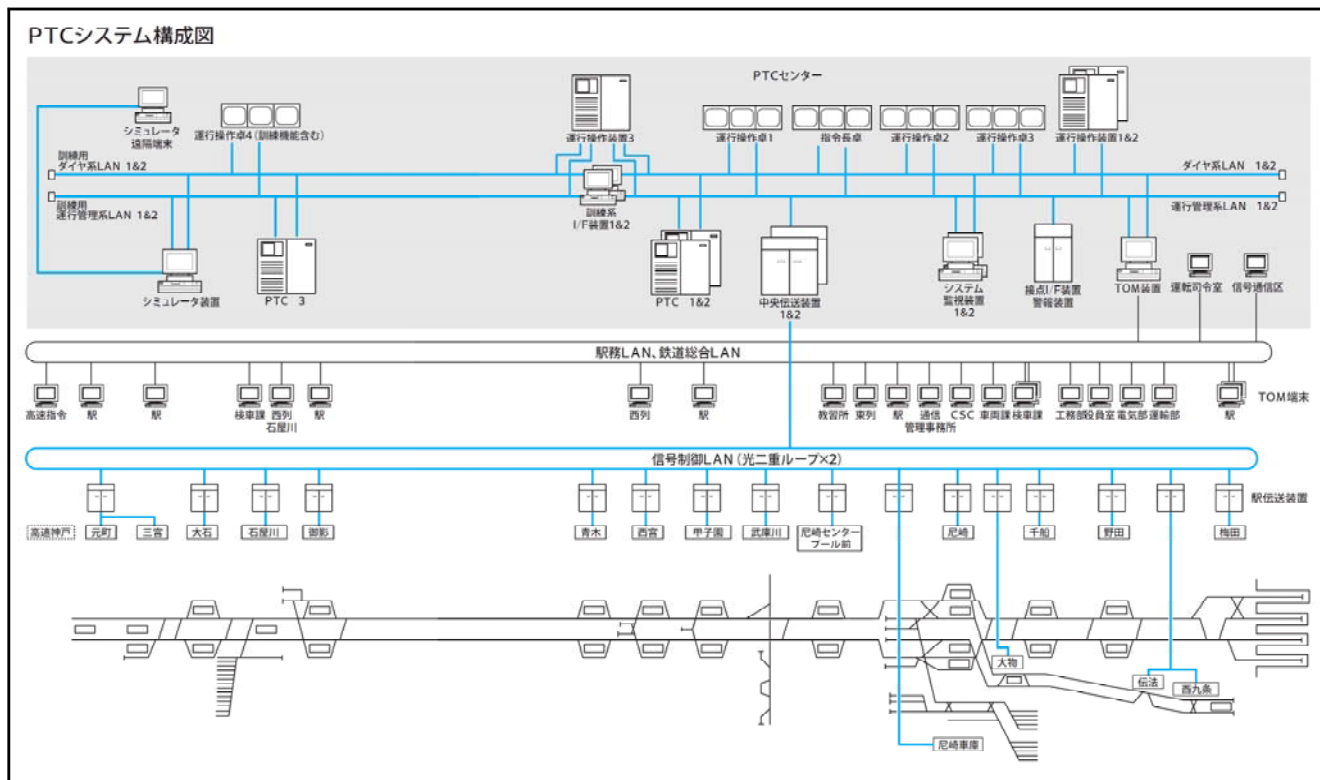 PTCシステム構成図
PTCセンター
シミュレータ
遠隔端末
運行操作卓4(訓練機能含む)
運行操作装置3
運行操作卓1
指令長卓
運行操作卓2
運行操作卓3
運行操作装置1&2
訓練用
ダイヤ系LAN 1&2
ダイヤ系LAN 1&2
訓練用
運行管理系LAN 1&2
運行管理系LAN 1&2
訓練系
I/F装置1&2
シミュレータ装置
PTC 3
PTC 1&2
中央伝送装置
1&2
システム
監視装置
1&2
接点I/F装置
警報装置
TOM装置
運転司令室
信号通信区
駅務LAN、鉄道総合LAN
高速指令
駅
駅
検車課
西列
石屋川
駅
西列
駅
教習所
東列
駅
通信
管理事務所
CSC
車両課
検車課
工務部
役員室
電気部
運輸部
駅
TOM端末
信号制御LAN(光二重ループ×2)
駅伝送装置
高速神戸
元町
三宮
大石
石屋川
御影
青木
西宮
甲子園
武庫川
尼崎センター
プール前
尼崎
千船
野田
梅田
大物
伝法
西九条
尼崎車庫